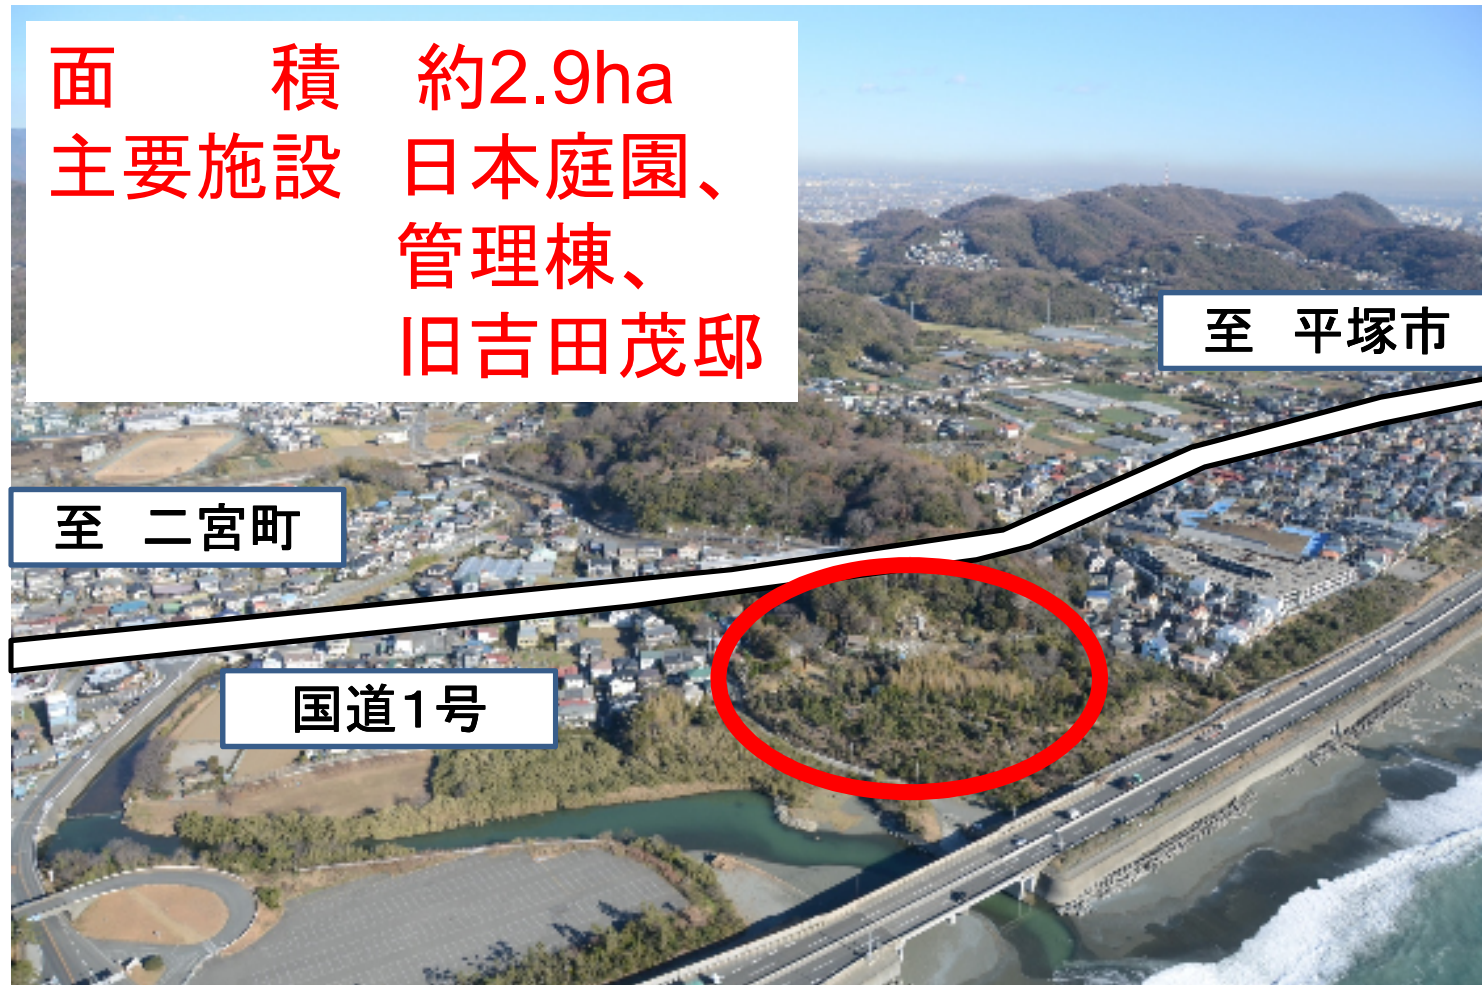 面　　積　約2.9ha
主要施設　日本庭園、
管理棟、
旧吉田茂邸
至　平塚市
至　二宮町
国道1号